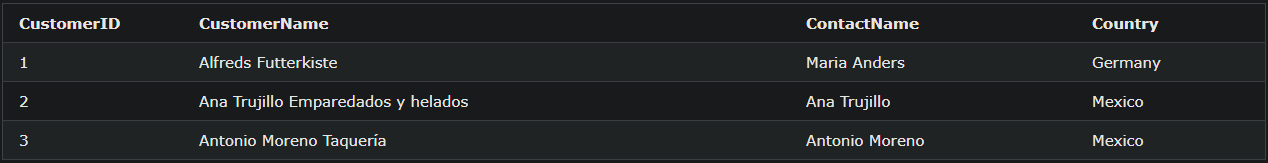 CustomerID CustomerName ContactName Country
1 Alfreds Futterkiste Maria Anders Germany
2 Ana Trujillo Emparedados y helados Ana Trujillo Mexico
3 Antonio Moreno Taquería Antonio Moreno Mexico